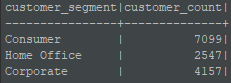 customer_segment|customer_count|
----------------+--------------+
Consumer        |          7099|
Home Office     |          2547|
Corporate       |          4157|